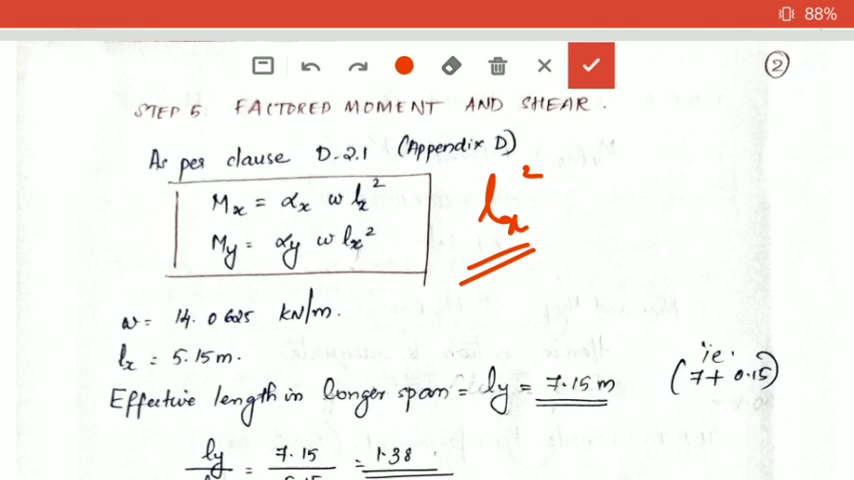 88%
2
STEP 5: FACTORED MOMENT AND SHEAR.
As per clause D-2.1 (Appendix D)
Mx = αx w lx²
My = αy w lx²
lx²
w = 14.0625 kN/m.
lx = 5.15 m.
Effective length in longer span = ly = 7.15 m
ie.
(7 + 0.15)
ly = 7.15 = 1.38